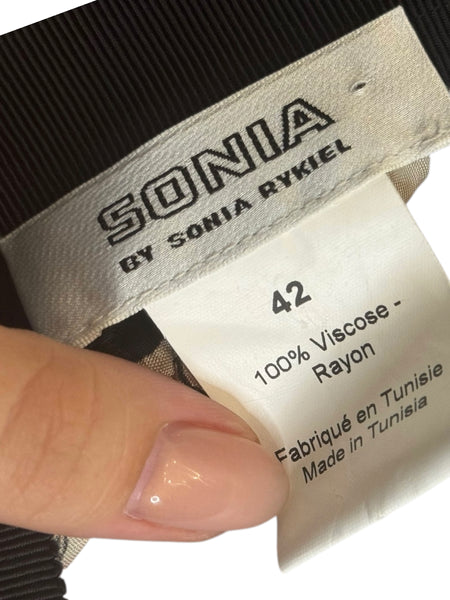 SONIA
BY SONIA RYKIEL
42
100% Viscose -
Rayon
Fabriqué en Tunisie
Made in Tunisia